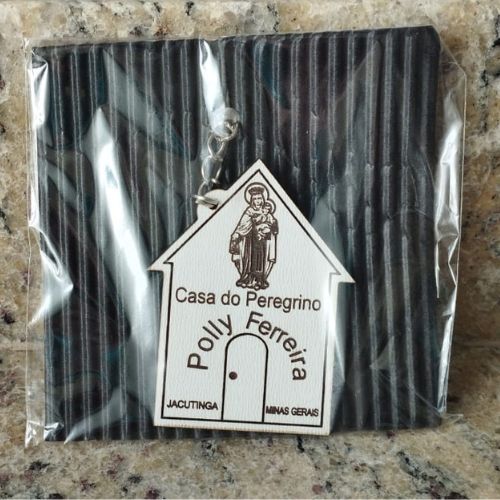 Casa do Peregrino
Polly Ferreira
JACUTINGA MINAS GERAIS